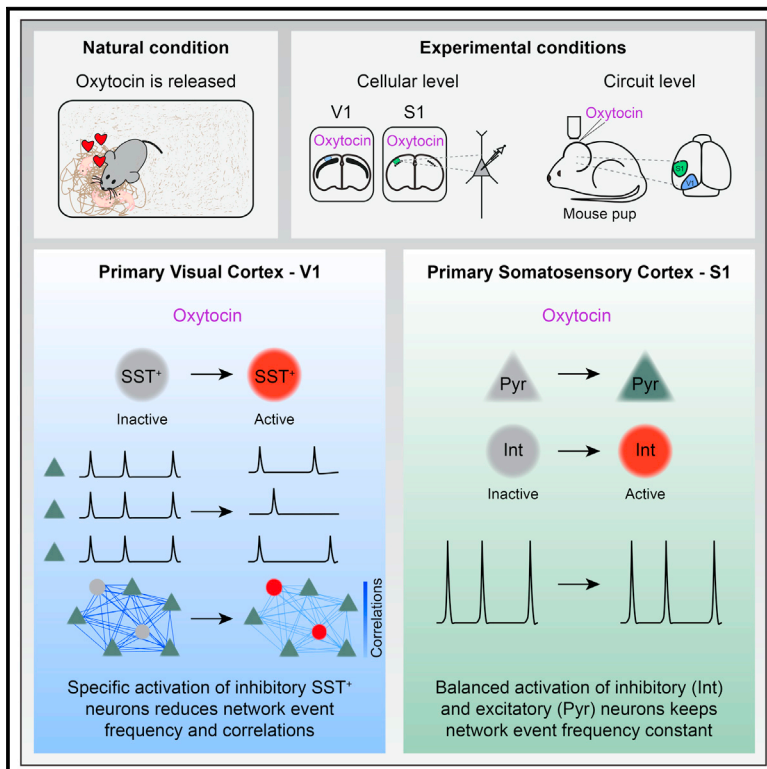 Natural condition
Oxytocin is released
Experimental conditions
Cellular level
Circuit level
V1
S1
Oxytocin
Oxytocin
Oxytocin
S1
V1
Mouse pup
Primary Visual Cortex - V1
Oxytocin
SST⁺
SST⁺
Inactive
Active
Correlations
Specific activation of inhibitory SST⁺
neurons reduces network event
frequency and correlations
Primary Somatosensory Cortex - S1
Oxytocin
Pyr
Pyr
Int
Int
Inactive
Active
Balanced activation of inhibitory (Int)
and excitatory (Pyr) neurons keeps
network event frequency constant